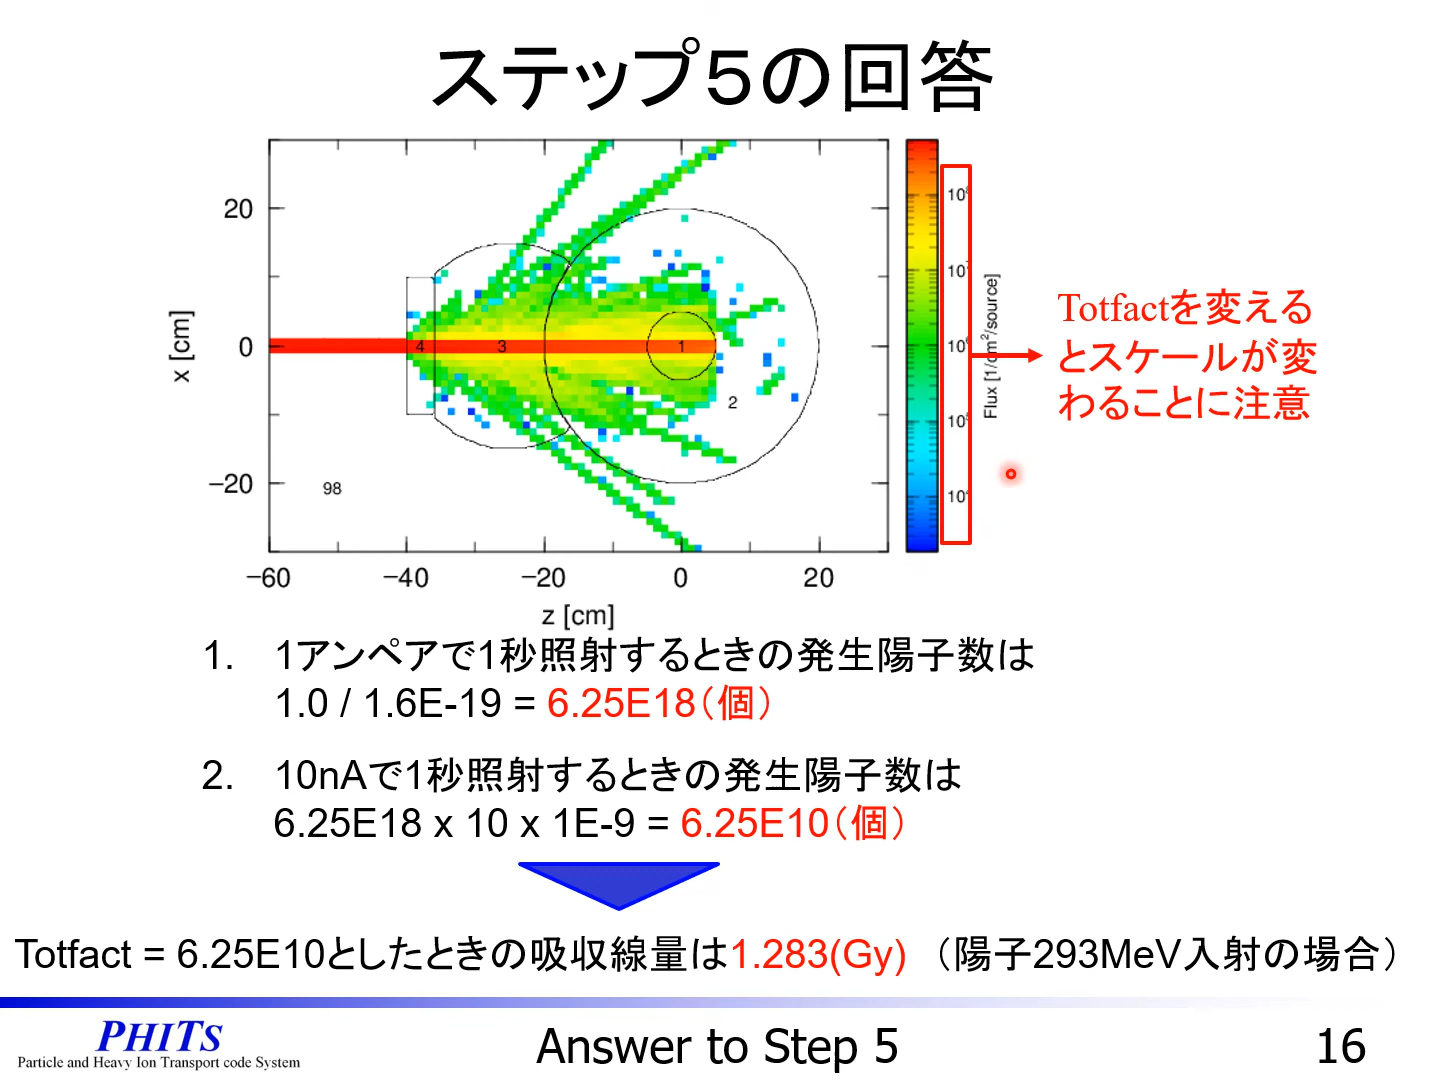 ステップ5の回答
20
0
−20
x [cm]
−60
−40
−20
0
20
z [cm]
4
3
1
2
98
10⁸
10⁷
10⁶
10⁵
10⁴
Flux [1/cm²/source]
Totfactを変える
とスケールが変
わることに注意
1. 1アンペアで1秒照射するときの発生陽子数は
1.0 / 1.6E-19 = 6.25E18(個)
2. 10nAで1秒照射するときの発生陽子数は
6.25E18 x 10 x 1E-9 = 6.25E10(個)
Totfact = 6.25E10としたときの吸収線量は1.283(Gy) (陽子293MeV入射の場合)
PHITS
Particle and Heavy Ion Transport code System
Answer to Step 5
16